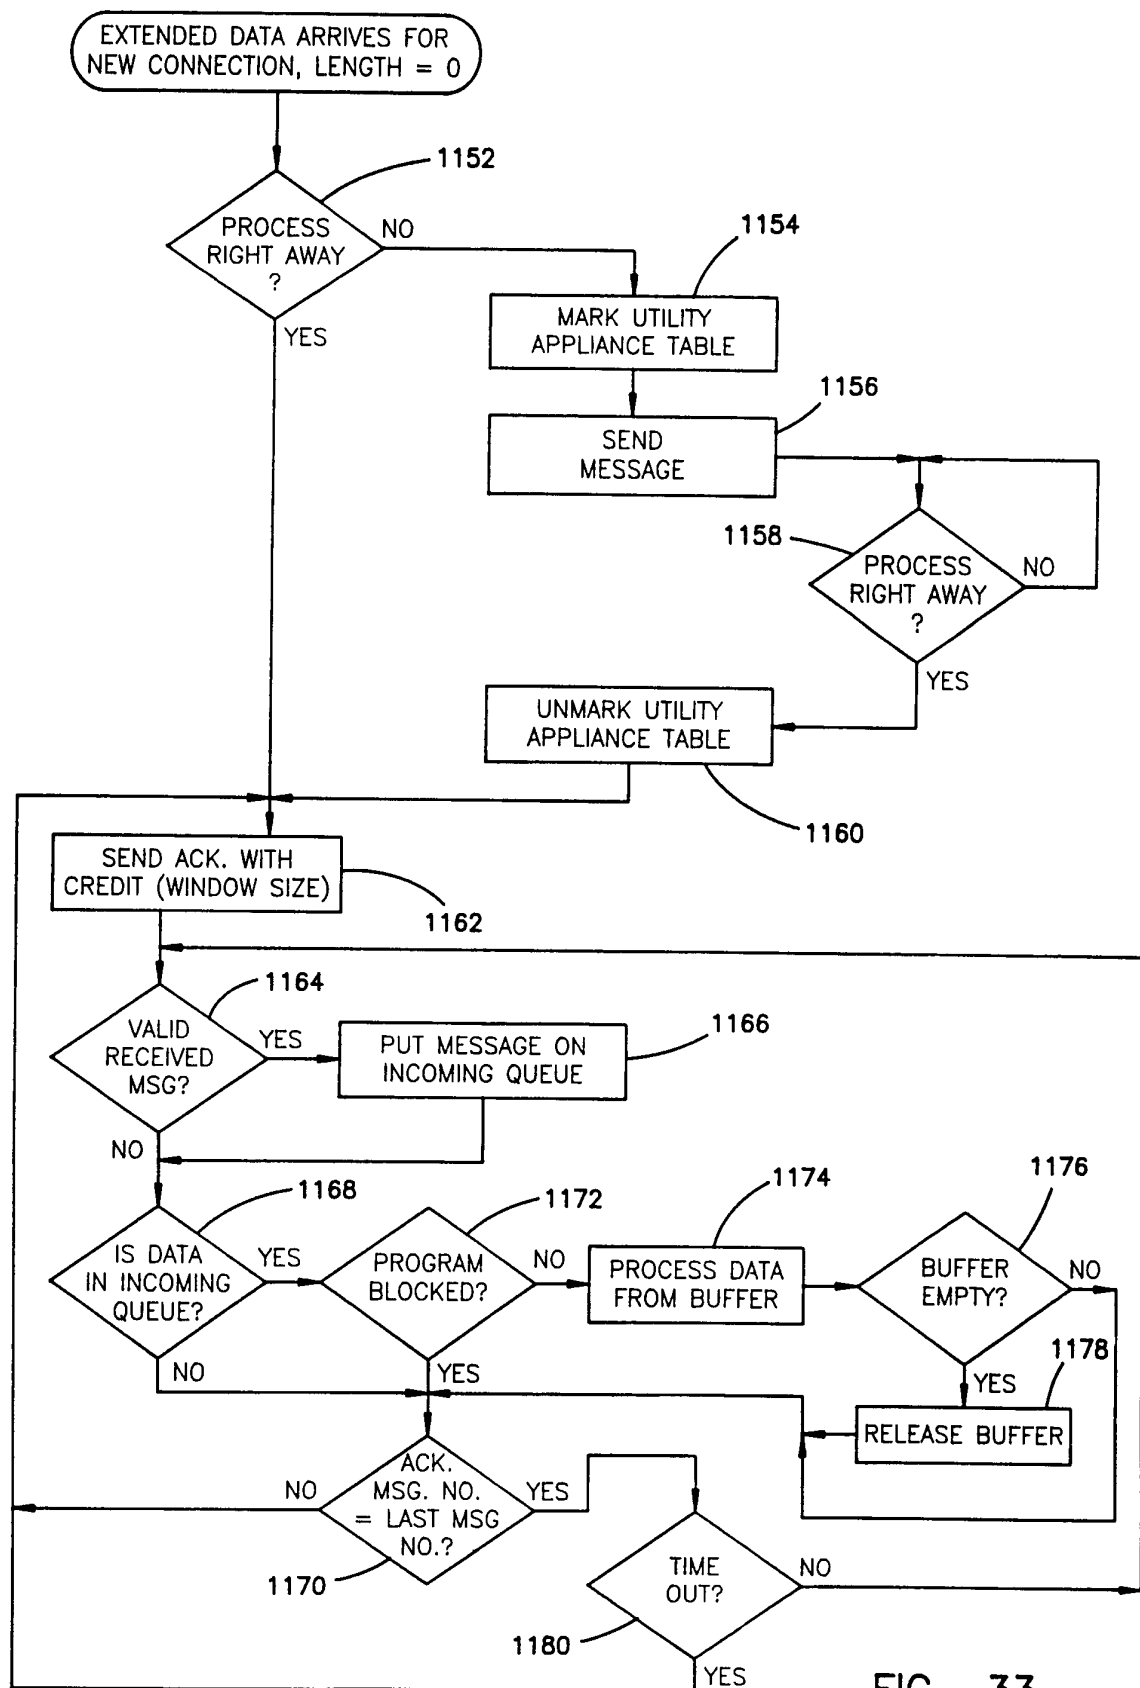 EXTENDED DATA ARRIVES FOR
NEW CONNECTION, LENGTH = 0
1152
PROCESS
RIGHT AWAY
?
NO
YES
1154
MARK UTILITY
APPLIANCE TABLE
1156
SEND
MESSAGE
1158
PROCESS
RIGHT AWAY
?
NO
YES
UNMARK UTILITY
APPLIANCE TABLE
1160
SEND ACK. WITH
CREDIT (WINDOW SIZE)
1162
1164
VALID
RECEIVED
MSG?
YES
NO
1166
PUT MESSAGE ON
INCOMING QUEUE
1168
IS DATA
IN INCOMING
QUEUE?
YES
NO
1172
PROGRAM
BLOCKED?
NO
YES
1174
PROCESS DATA
FROM BUFFER
1176
BUFFER
EMPTY?
NO
YES
1178
RELEASE BUFFER
ACK.
MSG. NO.
= LAST MSG
NO.?
NO
YES
1170
TIME
OUT?
NO
YES
1180
FIG. 33